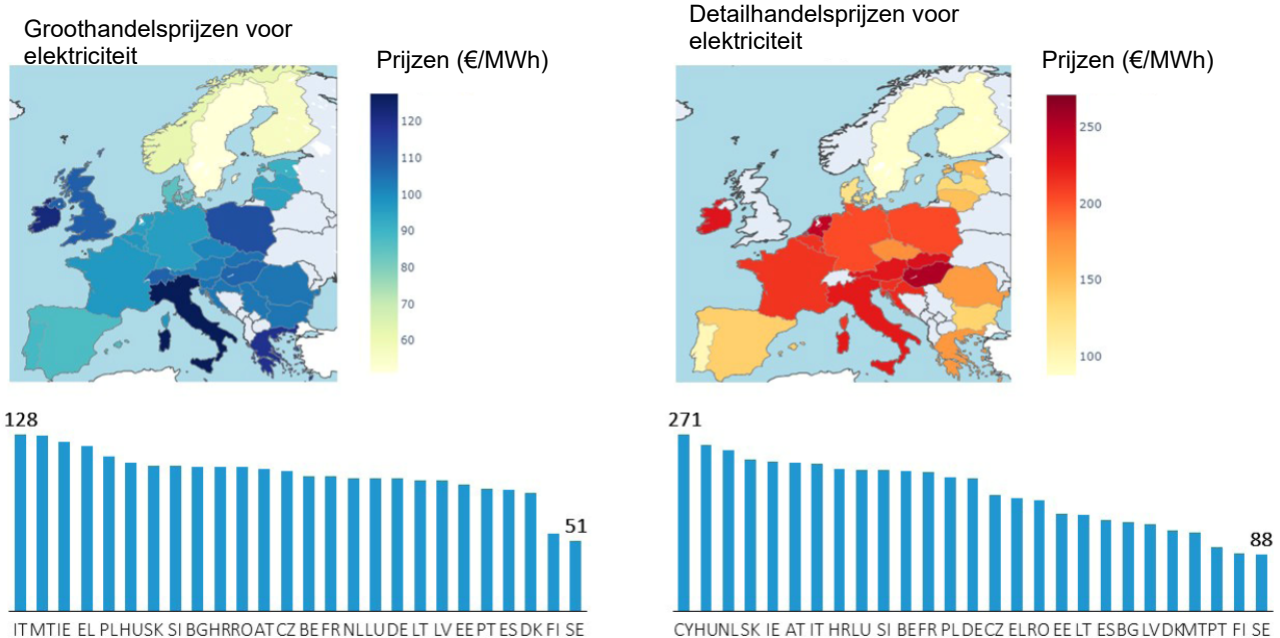 Groothandelsprijzen voor
elektriciteit
Prijzen (€/MWh)
120
110
100
90
80
70
60
128
51
IT MT IE EL PL HU SK SI BG HR RO AT CZ BE FR NL LU DE LT LV EE PT ES DK FI SE
Detailhandelsprijzen voor
elektriciteit
Prijzen (€/MWh)
250
200
150
100
271
88
CY HU NL SK IE AT IT HR LU SI BE FR PL DE CZ EL RO EE LT ES BG LV DK MT PT FI SE